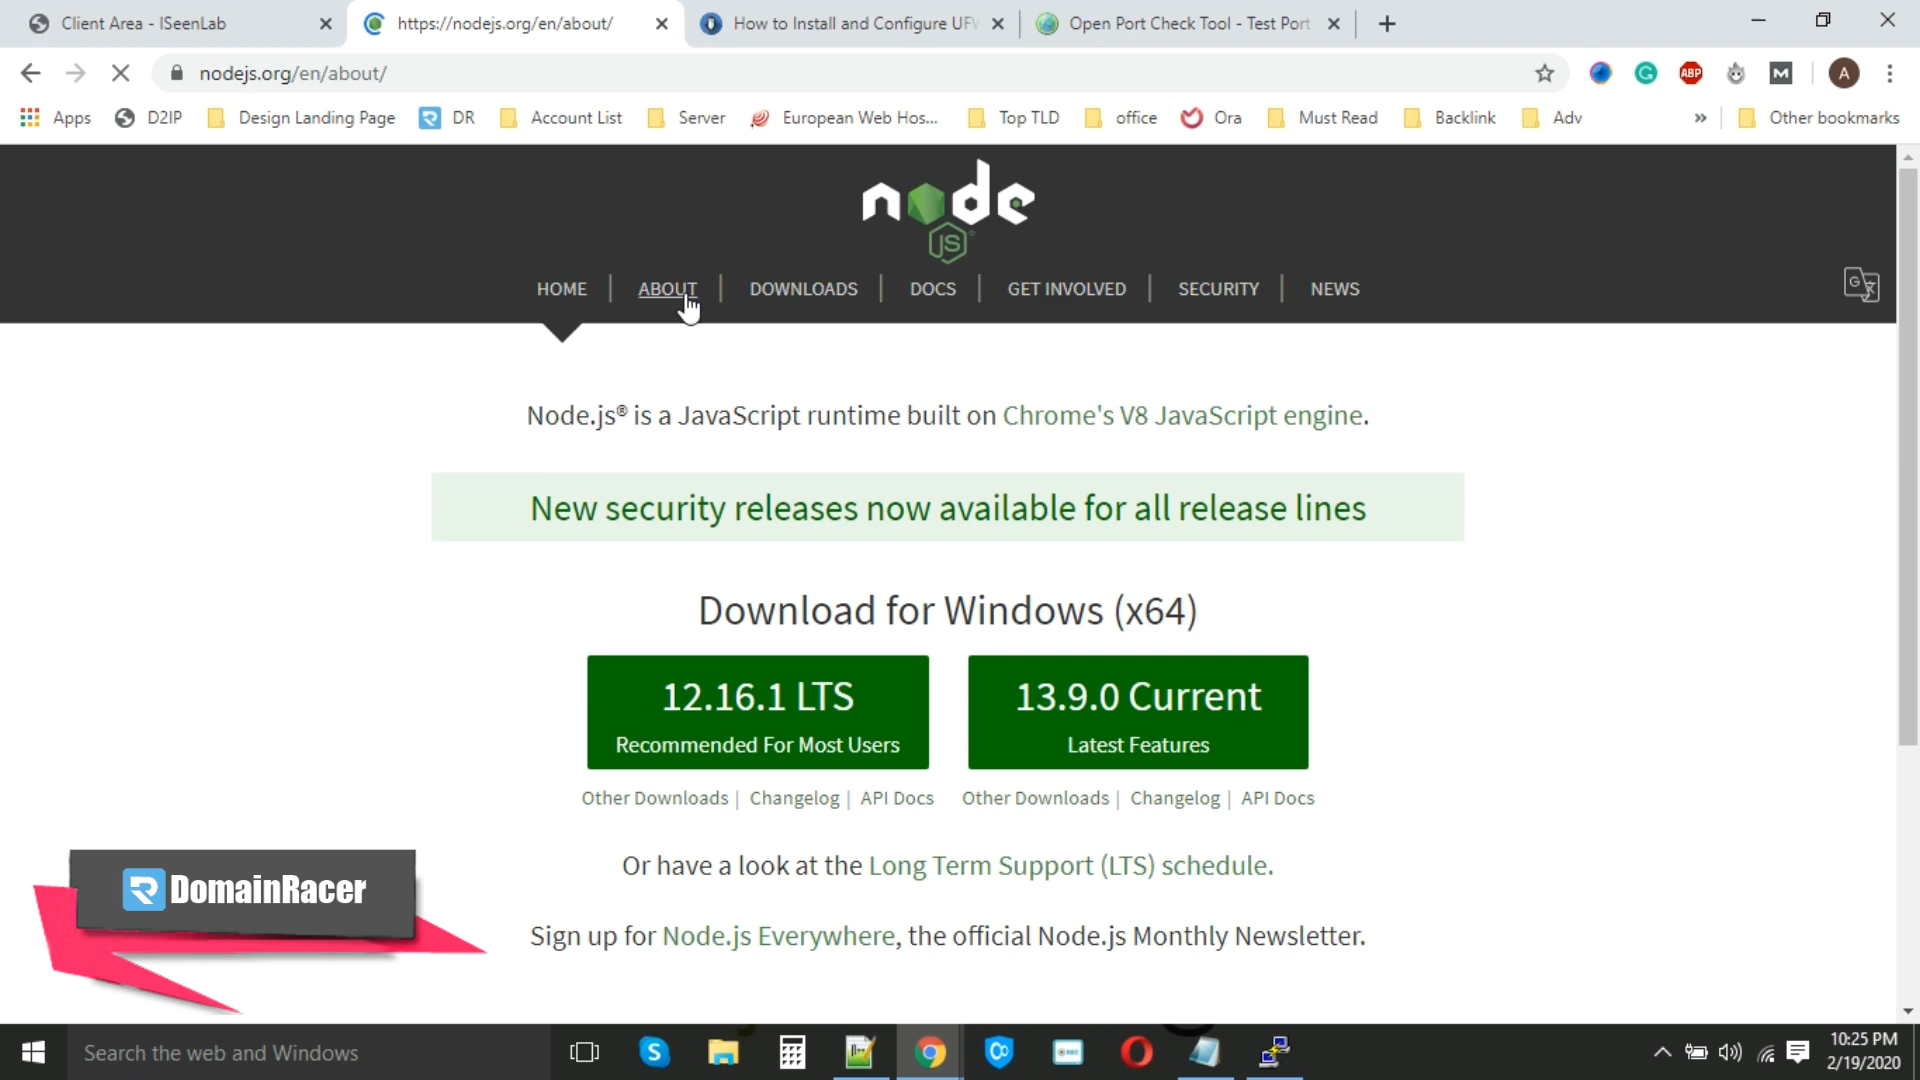 Client Area - ISeenLab
https://nodejs.org/en/about/
How to Install and Configure UFW
Open Port Check Tool - Test Port
nodejs.org/en/about/
ABP
M
A
Apps
D2IP
Design Landing Page
DR
Account List
Server
European Web Hos...
Top TLD
office
Ora
Must Read
Backlink
Adv
»
Other bookmarks
node
JS
HOME | ABOUT | DOWNLOADS | DOCS | GET INVOLVED | SECURITY | NEWS
Node.js® is a JavaScript runtime built on Chrome's V8 JavaScript engine.
New security releases now available for all release lines
Download for Windows (x64)
12.16.1 LTS
Recommended For Most Users
13.9.0 Current
Latest Features
Other Downloads | Changelog | API Docs
Other Downloads | Changelog | API Docs
Or have a look at the Long Term Support (LTS) schedule.
Sign up for Node.js Everywhere, the official Node.js Monthly Newsletter.
DomainRacer
Search the web and Windows
10:25 PM
2/19/2020